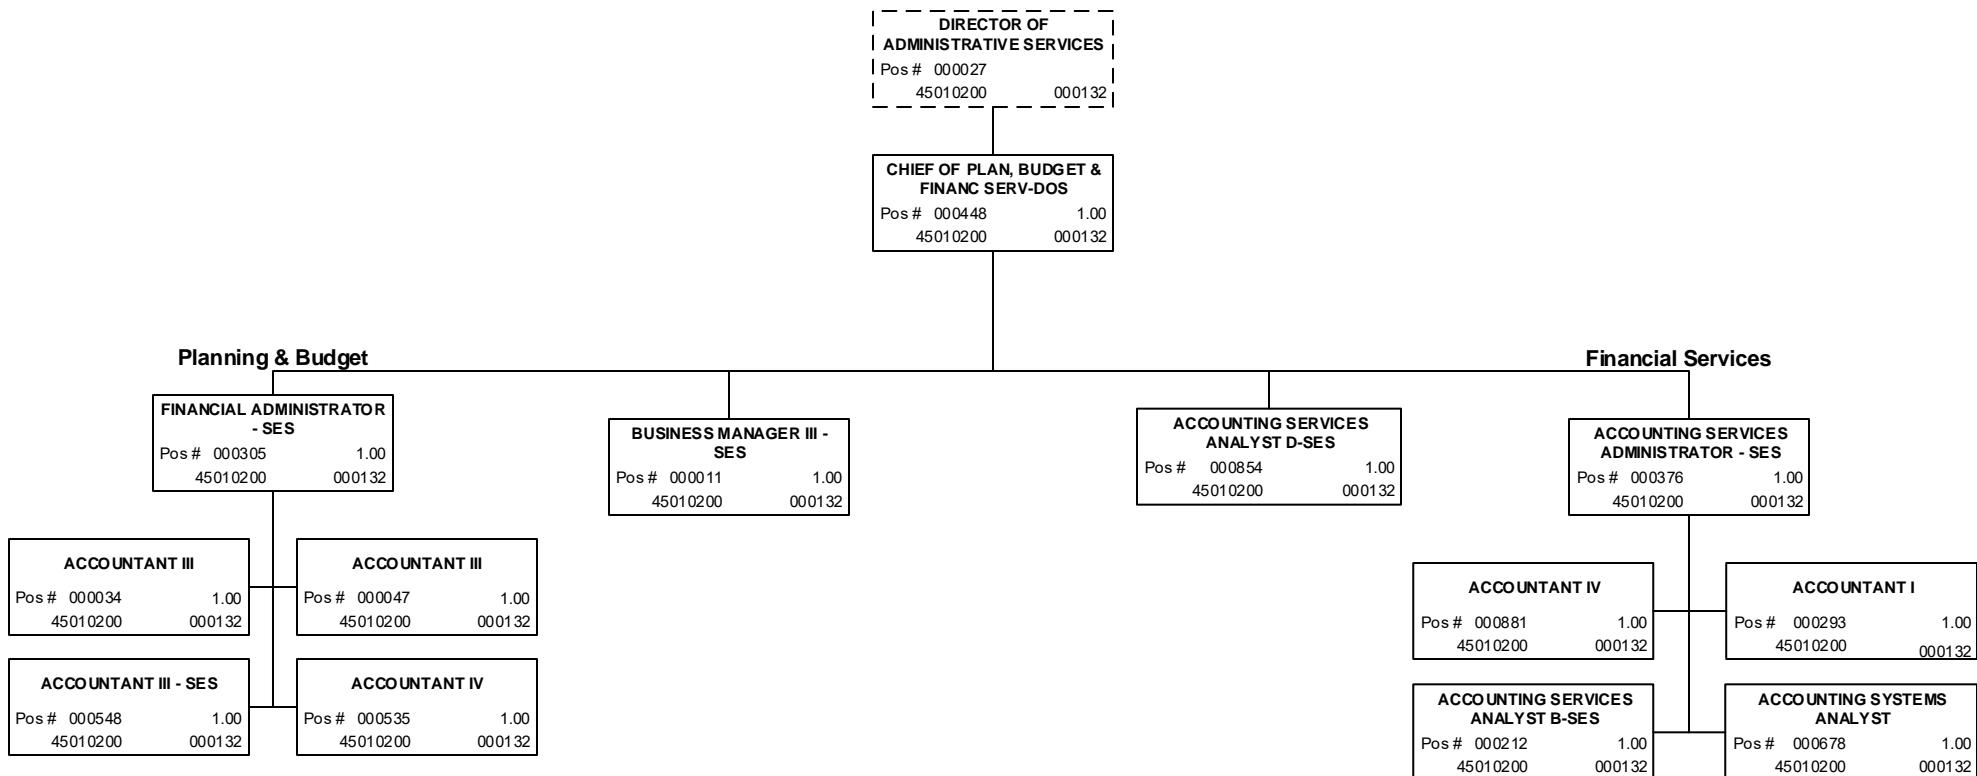 DIRECTOR OF
ADMINISTRATIVE SERVICES
Pos # 000027
45010200 000132
CHIEF OF PLAN, BUDGET &
FINANC SERV-DOS
Pos # 000448 1.00
45010200 000132
Planning & Budget
Financial Services
FINANCIAL ADMINISTRATOR
- SES
Pos # 000305 1.00
45010200 000132
BUSINESS MANAGER III -
SES
Pos # 000011 1.00
45010200 000132
ACCOUNTING SERVICES
ANALYST D-SES
Pos # 000854 1.00
45010200 000132
ACCOUNTING SERVICES
ADMINISTRATOR - SES
Pos # 000376 1.00
45010200 000132
ACCOUNTANT III
Pos # 000034 1.00
45010200 000132
ACCOUNTANT III
Pos # 000047 1.00
45010200 000132
ACCOUNTANT III - SES
Pos # 000548 1.00
45010200 000132
ACCOUNTANT IV
Pos # 000535 1.00
45010200 000132
ACCOUNTANT IV
Pos # 000881 1.00
45010200 000132
ACCOUNTANT I
Pos # 000293 1.00
45010200 000132
ACCOUNTING SERVICES
ANALYST B-SES
Pos # 000212 1.00
45010200 000132
ACCOUNTING SYSTEMS
ANALYST
Pos # 000678 1.00
45010200 000132